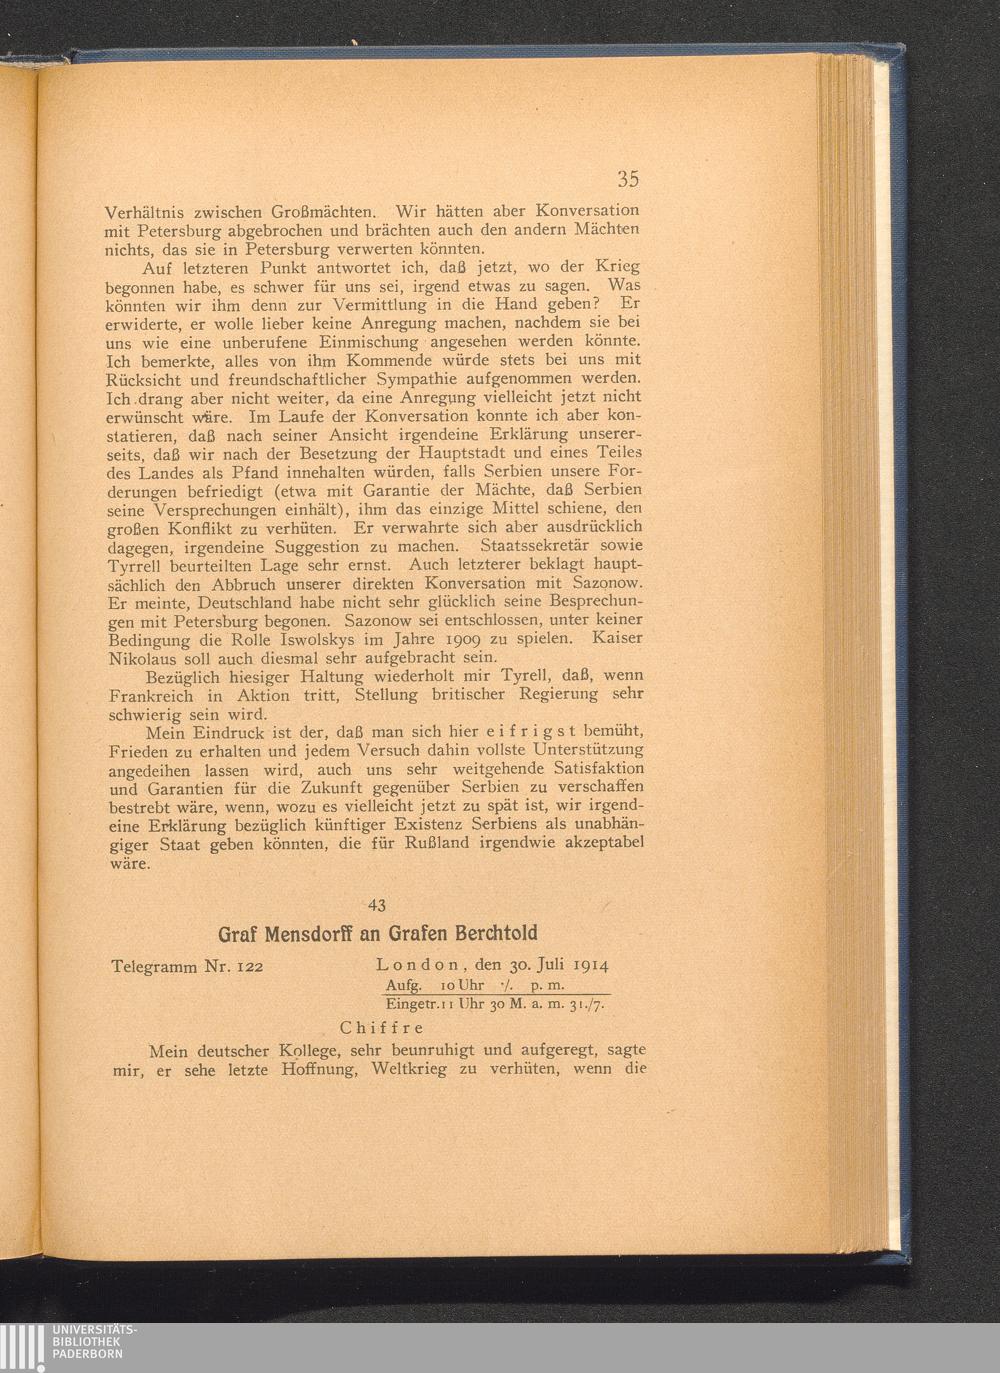 35
Verhältnis zwischen Großmächten. Wir hätten aber Konversation
mit Petersburg abgebrochen und brächten auch den andern Mächten
nichts, das sie in Petersburg verwerten könnten.
Auf letzteren Punkt antwortet ich, daß jetzt, wo der Krieg
begonnen habe, es schwer für uns sei, irgend etwas zu sagen. Was
könnten wir ihm denn zur Vermittlung in die Hand geben? Er
erwiderte, er wolle lieber keine Anregung machen, nachdem sie bei
uns wie eine unberufene Einmischung angesehen werden könnte.
Ich bemerkte, alles von ihm Kommende würde stets bei uns mit
Rücksicht und freundschaftlicher Sympathie aufgenommen werden.
Ich drang aber nicht weiter, da eine Anregung vielleicht jetzt nicht
erwünscht wäre. Im Laufe der Konversation konnte ich aber kon-
statieren, daß nach seiner Ansicht irgendeine Erklärung unserer-
seits, daß wir nach der Besetzung der Hauptstadt und eines Teiles
des Landes als Pfand innehalten würden, falls Serbien unsere For-
derungen befriedigt (etwa mit Garantie der Mächte, daß Serbien
seine Versprechungen einhält), ihm das einzige Mittel schiene, den
großen Konflikt zu verhüten. Er verwahrte sich aber ausdrücklich
dagegen, irgendeine Suggestion zu machen. Staatssekretär sowie
Tyrrell beurteilten Lage sehr ernst. Auch letzterer beklagt haupt-
sächlich den Abbruch unserer direkten Konversation mit Sazonow.
Er meinte, Deutschland habe nicht sehr glücklich seine Besprechun-
gen mit Petersburg begonen. Sazonow sei entschlossen, unter keiner
Bedingung die Rolle Iswolskys im Jahre 1909 zu spielen. Kaiser
Nikolaus soll auch diesmal sehr aufgebracht sein.
Bezüglich hiesiger Haltung wiederholt mir Tyrell, daß, wenn
Frankreich in Aktion tritt, Stellung britischer Regierung sehr
schwierig sein wird.
Mein Eindruck ist der, daß man sich hier eifrigst bemüht,
Frieden zu erhalten und jedem Versuch dahin vollste Unterstützung
angedeihen lassen wird, auch uns sehr weitgehende Satisfaktion
und Garantien für die Zukunft gegenüber Serbien zu verschaffen
bestrebt wäre, wenn, wozu es vielleicht jetzt zu spät ist, wir irgend-
eine Erklärung bezüglich künftiger Existenz Serbiens als unabhän-
giger Staat geben könnten, die für Rußland irgendwie akzeptabel
wäre.
43
Graf Mensdorff an Grafen Berchtold
Telegramm Nr. 122 London, den 30. Juli 1914
Aufg. 10 Uhr ·/. p. m.
Eingetr. 11 Uhr 30 M. a. m. 31./7.
Chiffre
Mein deutscher Kollege, sehr beunruhigt und aufgeregt, sagte
mir, er sehe letzte Hoffnung, Weltkrieg zu verhüten, wenn die
UNIVERSITÄTS-
BIBLIOTHEK
PADERBORN